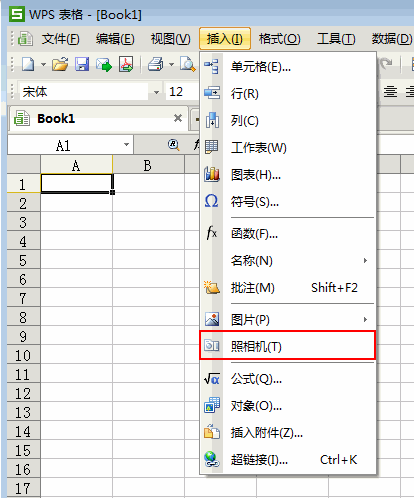 WPS 表格 - [Book1]
文件(F) 编辑(E) 视图(V) 插入(I) 格式(O) 工具(T) 数据(D)
宋体 12
Book1
A1
A B
1
2
3
4
5
6
7
8
9
10
11
12
13
14
15
16
17
单元格(E)...
行(R)
列(C)
工作表(W)
图表(H)...
符号(S)...
函数(F)...
名称(N)
批注(M) Shift+F2
图片(P)
照相机(T)
公式(Q)...
对象(O)...
插入附件(Z)...
超链接(I)... Ctrl+K